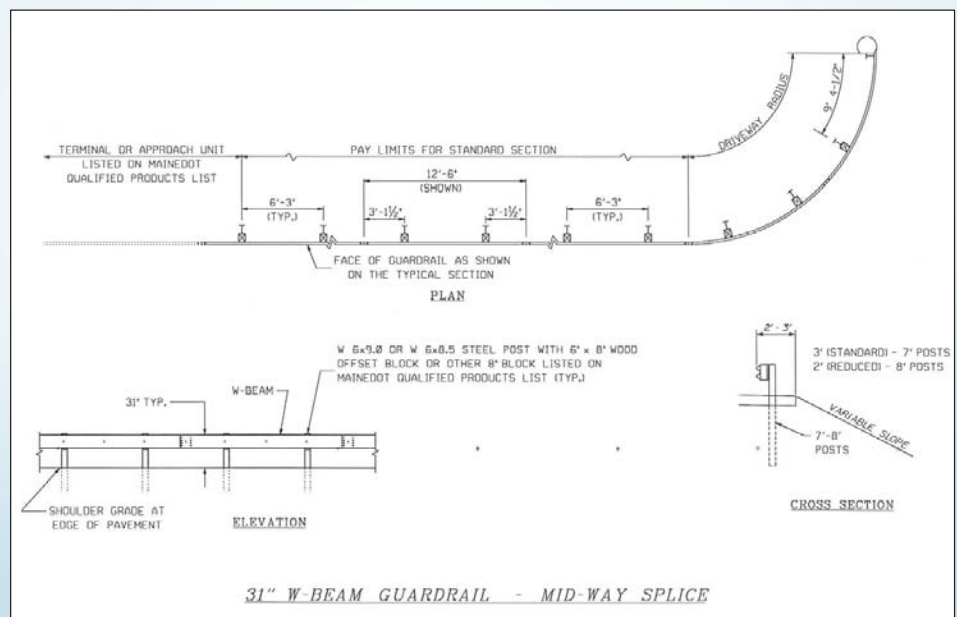 DRIVEWAY RADIUS
9' 4-1/2"
TERMINAL OR APPROACH UNIT
LISTED ON MAINEDOT
QUALIFIED PRODUCTS LIST
PAY LIMITS FOR STANDARD SECTION
12'-6"
(SHOWN)
6'-3"
(TYP.)
3'-1½"
3'-1½"
6'-3"
(TYP.)
FACE OF GUARDRAIL AS SHOWN
ON THE TYPICAL SECTION
PLAN
W 6x9.0 OR W 6x8.5 STEEL POST WITH 6" x 8" WOOD
OFFSET BLOCK OR OTHER 8" BLOCK LISTED ON
MAINEDOT QUALIFIED PRODUCTS LIST (TYP.)
W-BEAM
31" TYP.
SHOULDER GRADE AT
EDGE OF PAVEMENT
ELEVATION
2' - 3'
3' (STANDARD) - 7' POSTS
2' (REDUCED) - 8' POSTS
VARIABLE SLOPE
7'-8'
POSTS
CROSS SECTION
31" W-BEAM GUARDRAIL - MID-WAY SPLICE